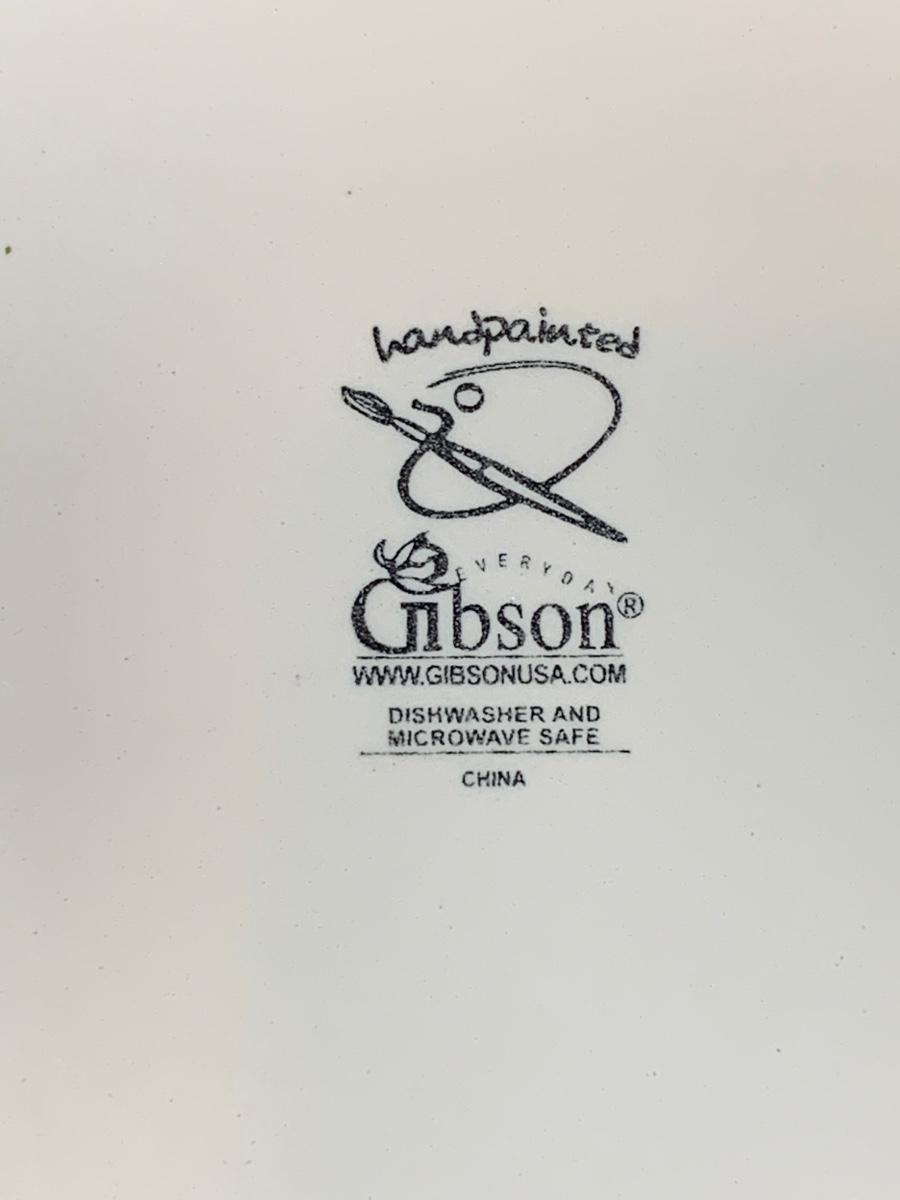 handpainted
EVERYDAY
Gibson®
WWW.GIBSONUSA.COM
DISHWASHER AND
MICROWAVE SAFE
CHINA